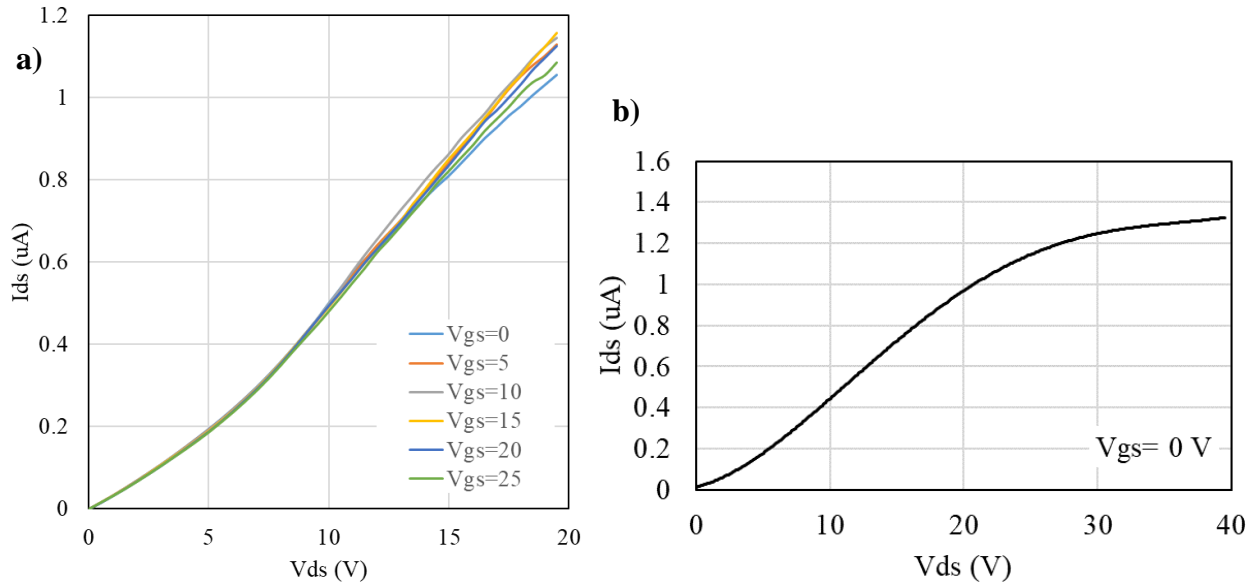 a)
1.2
1
0.8
0.6
0.4
0.2
0
Ids (uA)
Vgs=0
Vgs=5
Vgs=10
Vgs=15
Vgs=20
Vgs=25
0 5 10 15 20
Vds (V)
b)
1.6
1.4
1.2
1
0.8
0.6
0.4
0.2
0
Ids (uA)
Vgs= 0 V
0 10 20 30 40
Vds (V)